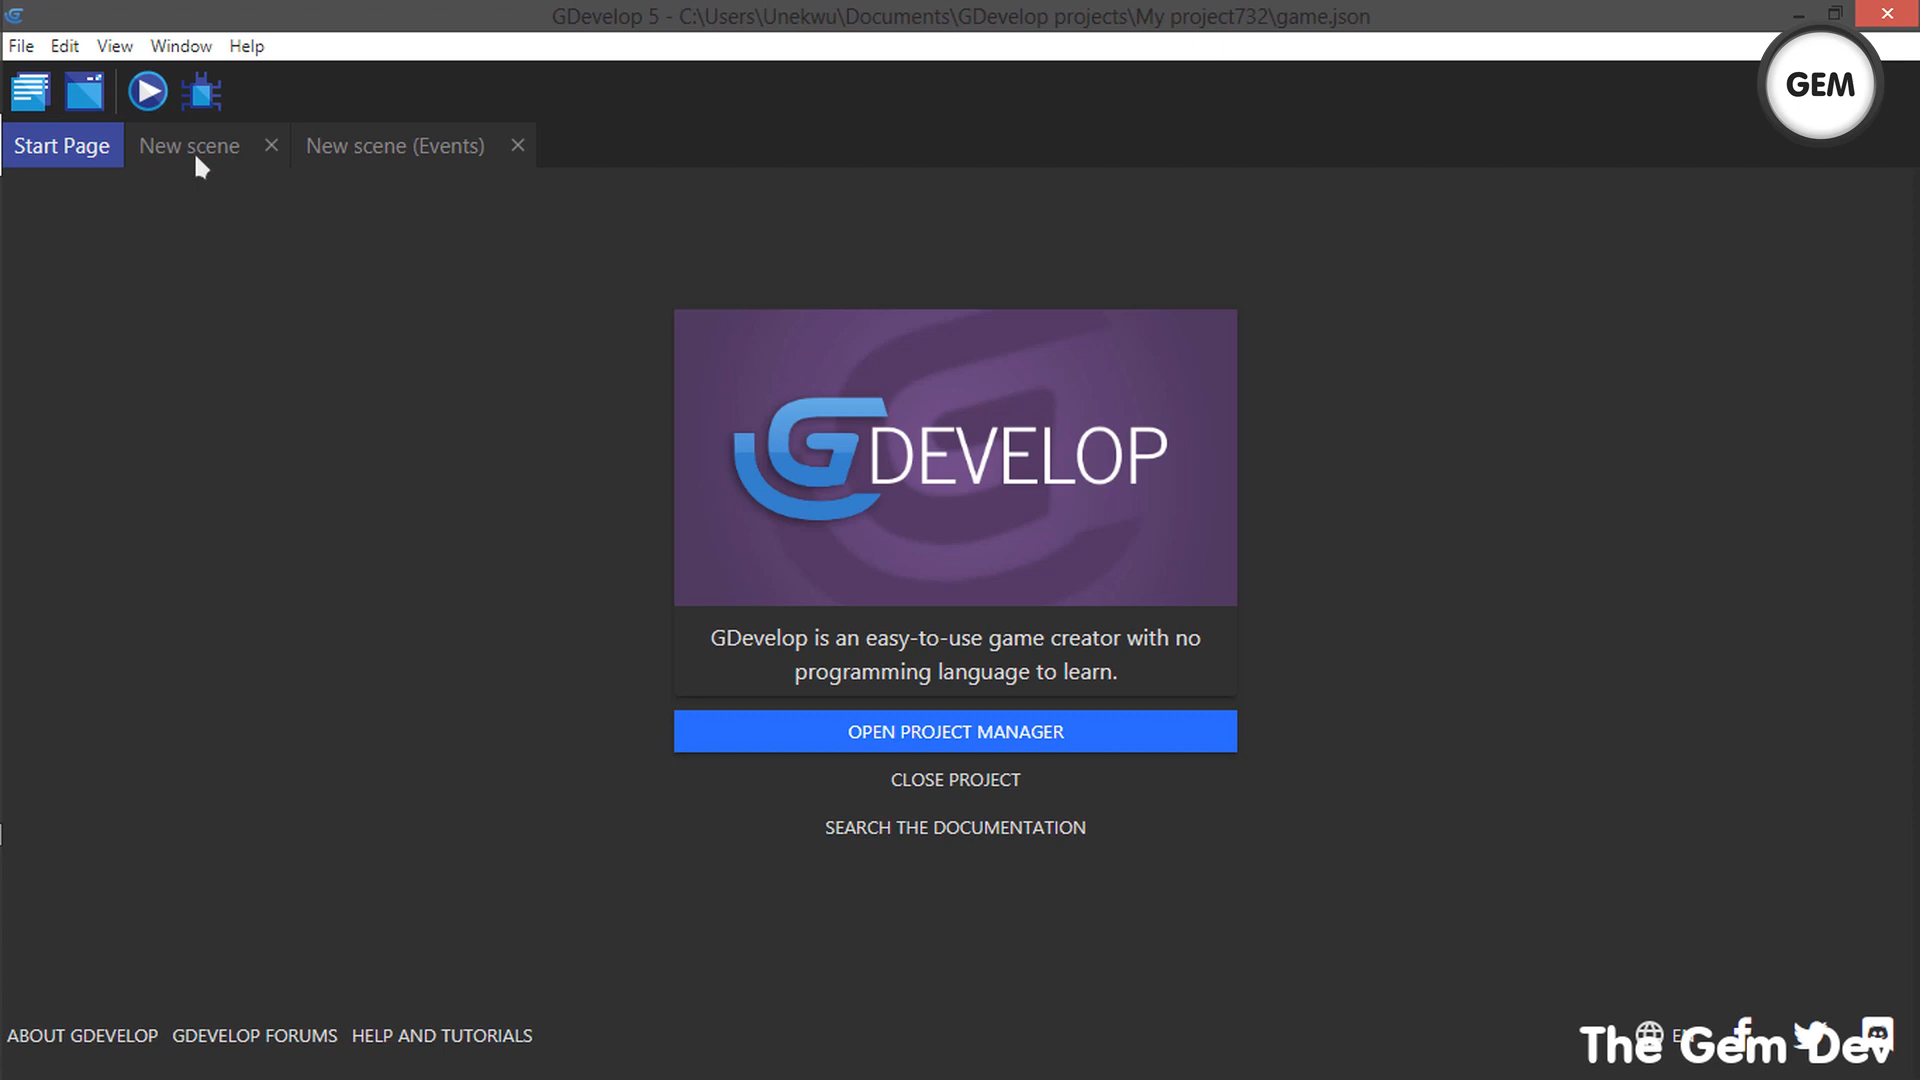 GDevelop 5 - C:\Users\Unekwu\Documents\GDevelop projects\My project732\game.json
File Edit View Window Help
GEM
Start Page New scene New scene (Events)
GDEVELOP
GDevelop is an easy-to-use game creator with no
programming language to learn.
OPEN PROJECT MANAGER
CLOSE PROJECT
SEARCH THE DOCUMENTATION
ABOUT GDEVELOP GDEVELOP FORUMS HELP AND TUTORIALS
The Gem Dev